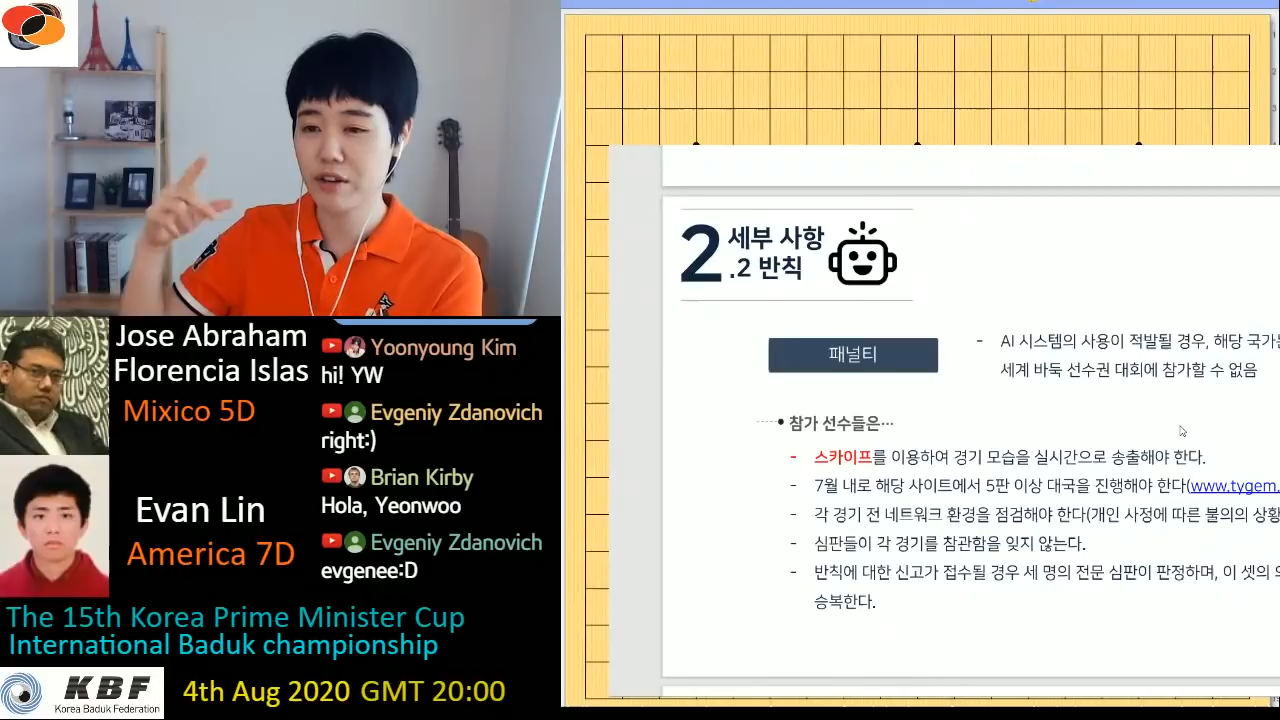 Jose Abraham
Florencia Islas
Mixico 5D
Evan Lin
America 7D
Yoonyoung Kim
hi! YW
Evgeniy Zdanovich
right:)
Brian Kirby
Hola, Yeonwoo
Evgeniy Zdanovich
evgenee:D
The 15th Korea Prime Minister Cup
International Baduk championship
KBF
Korea Baduk Federation
4th Aug 2020 GMT 20:00
2 세부 사항
.2 반칙
패널티
- AI 시스템의 사용이 적발될 경우, 해당 국가는
세계 바둑 선수권 대회에 참가할 수 없음
• 참가 선수들은…
- 스카이프를 이용하여 경기 모습을 실시간으로 송출해야 한다.
- 7월 내로 해당 사이트에서 5판 이상 대국을 진행해야 한다(www.tygem.
- 각 경기 전 네트워크 환경을 점검해야 한다(개인 사정에 따른 불의의 상황
- 심판들이 각 경기를 참관함을 잊지 않는다.
- 반칙에 대한 신고가 접수될 경우 세 명의 전문 심판이 판정하며, 이 셋의
승복한다.